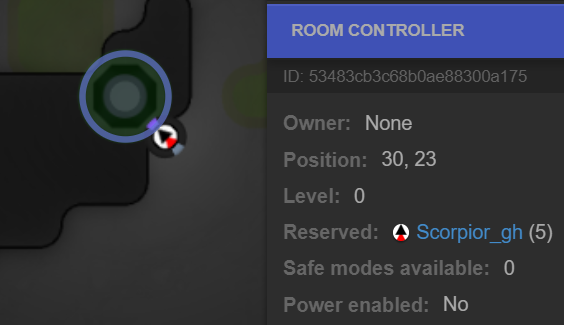 ROOM CONTROLLER
ID: 53483cb3c68b0ae88300a175
Owner: None
Position: 30, 23
Level: 0
Reserved: Scorpior_gh (5)
Safe modes available: 0
Power enabled: No